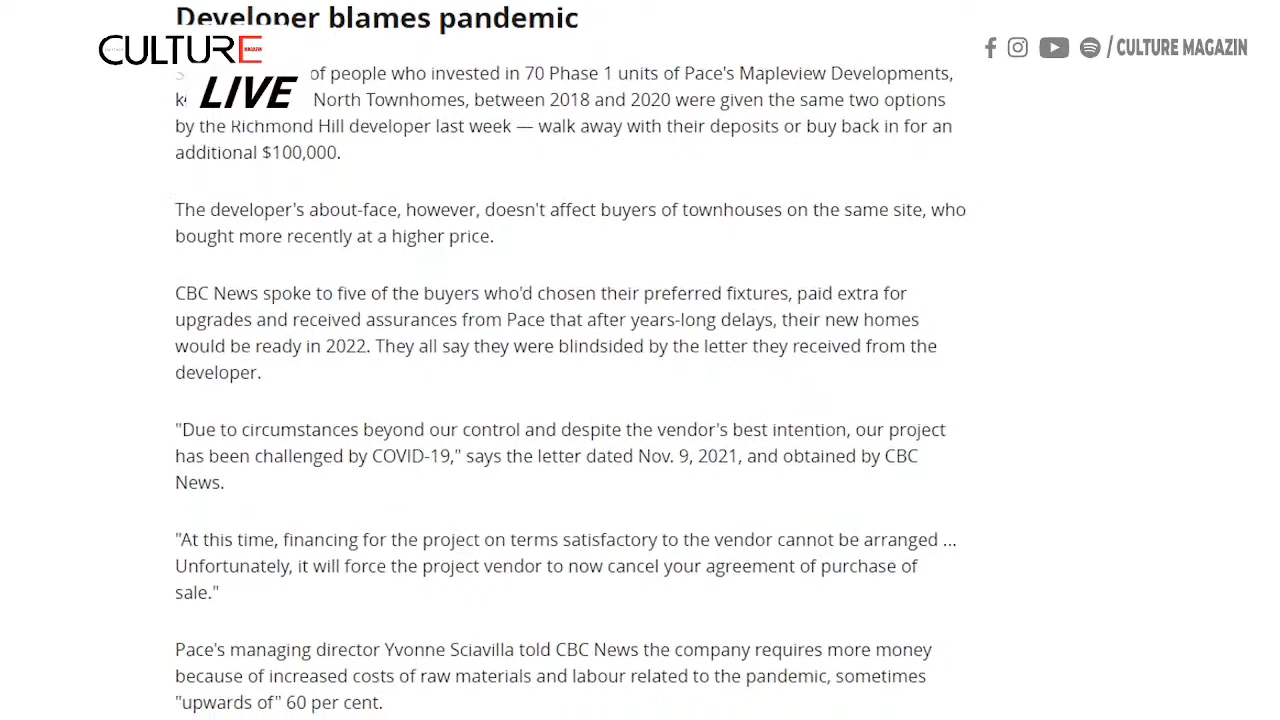 Developer blames pandemic
CULTURE
MAGAZIN
LIVE
/ CULTURE MAGAZIN
of people who invested in 70 Phase 1 units of Pace's Mapleview Developments,
North Townhomes, between 2018 and 2020 were given the same two options
by the Richmond Hill developer last week — walk away with their deposits or buy back in for an
additional $100,000.
The developer's about-face, however, doesn't affect buyers of townhouses on the same site, who
bought more recently at a higher price.
CBC News spoke to five of the buyers who'd chosen their preferred fixtures, paid extra for
upgrades and received assurances from Pace that after years-long delays, their new homes
would be ready in 2022. They all say they were blindsided by the letter they received from the
developer.
"Due to circumstances beyond our control and despite the vendor's best intention, our project
has been challenged by COVID-19," says the letter dated Nov. 9, 2021, and obtained by CBC
News.
"At this time, financing for the project on terms satisfactory to the vendor cannot be arranged ...
Unfortunately, it will force the project vendor to now cancel your agreement of purchase of
sale."
Pace's managing director Yvonne Sciavilla told CBC News the company requires more money
because of increased costs of raw materials and labour related to the pandemic, sometimes
"upwards of" 60 per cent.